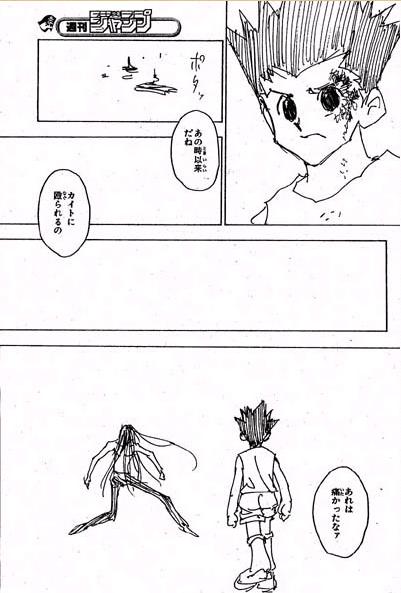 週刊
ジャンプ
ポタッ
あの時以来
だね
カイトに
殴られるの
あれは
痛かったなァ